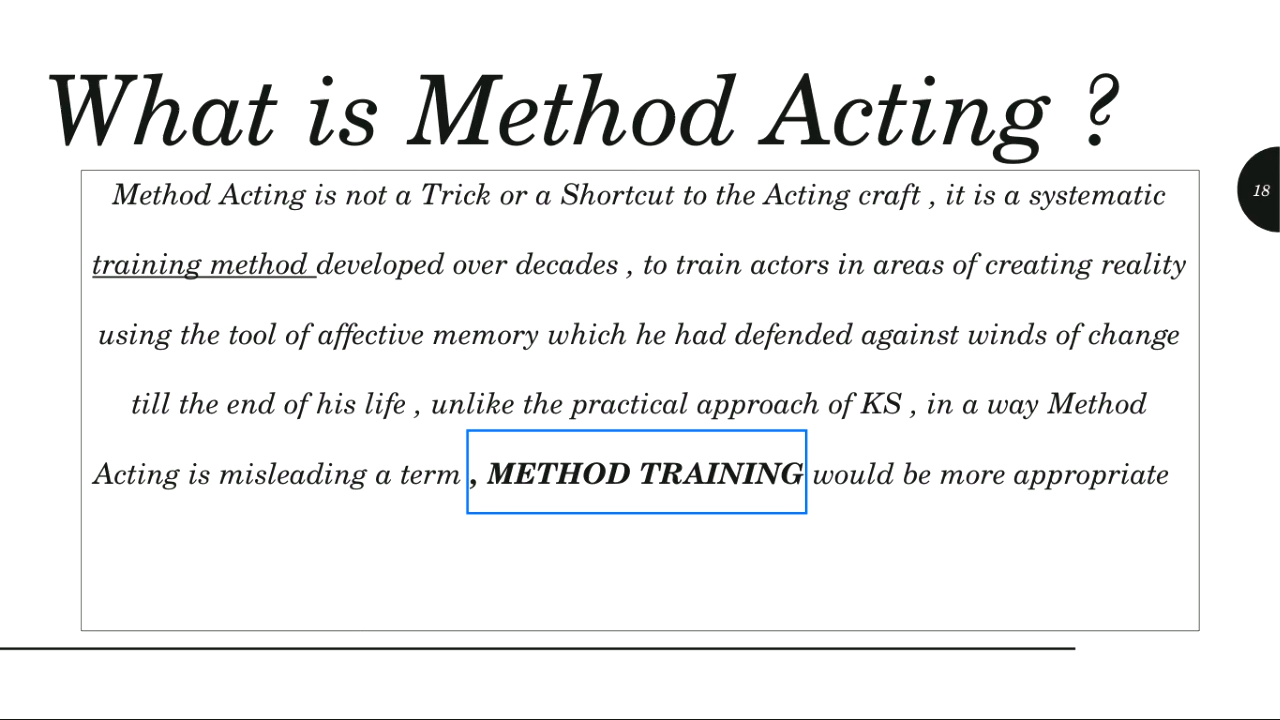 What is Method Acting ?
Method Acting is not a Trick or a Shortcut to the Acting craft , it is a systematic
training method developed over decades , to train actors in areas of creating reality
using the tool of affective memory which he had defended against winds of change
till the end of his life , unlike the practical approach of KS , in a way Method
Acting is misleading a term , METHOD TRAINING would be more appropriate
18